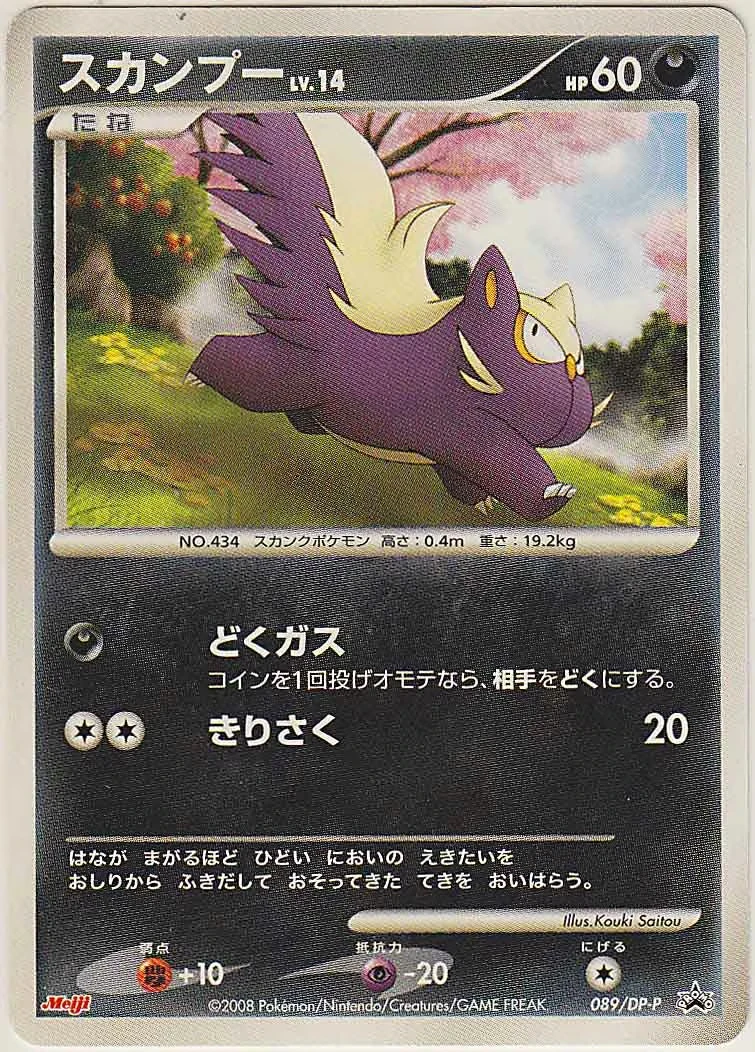 スカンプー LV.14 HP60
たね
NO.434 スカンクポケモン 高さ：0.4m 重さ：19.2kg
どくガス
コインを1回投げオモテなら、相手をどくにする。
きりさく 20
はなが まがるほど ひどい においの えきたいを
おしりから ふきだして おそってきた てきを おいはらう。
Illus.Kouki Saitou
弱点 抵抗力 にげる
闘 +10 -20
Meiji ©2008 Pokémon/Nintendo/Creatures/GAME FREAK 089/DP-P PROMO